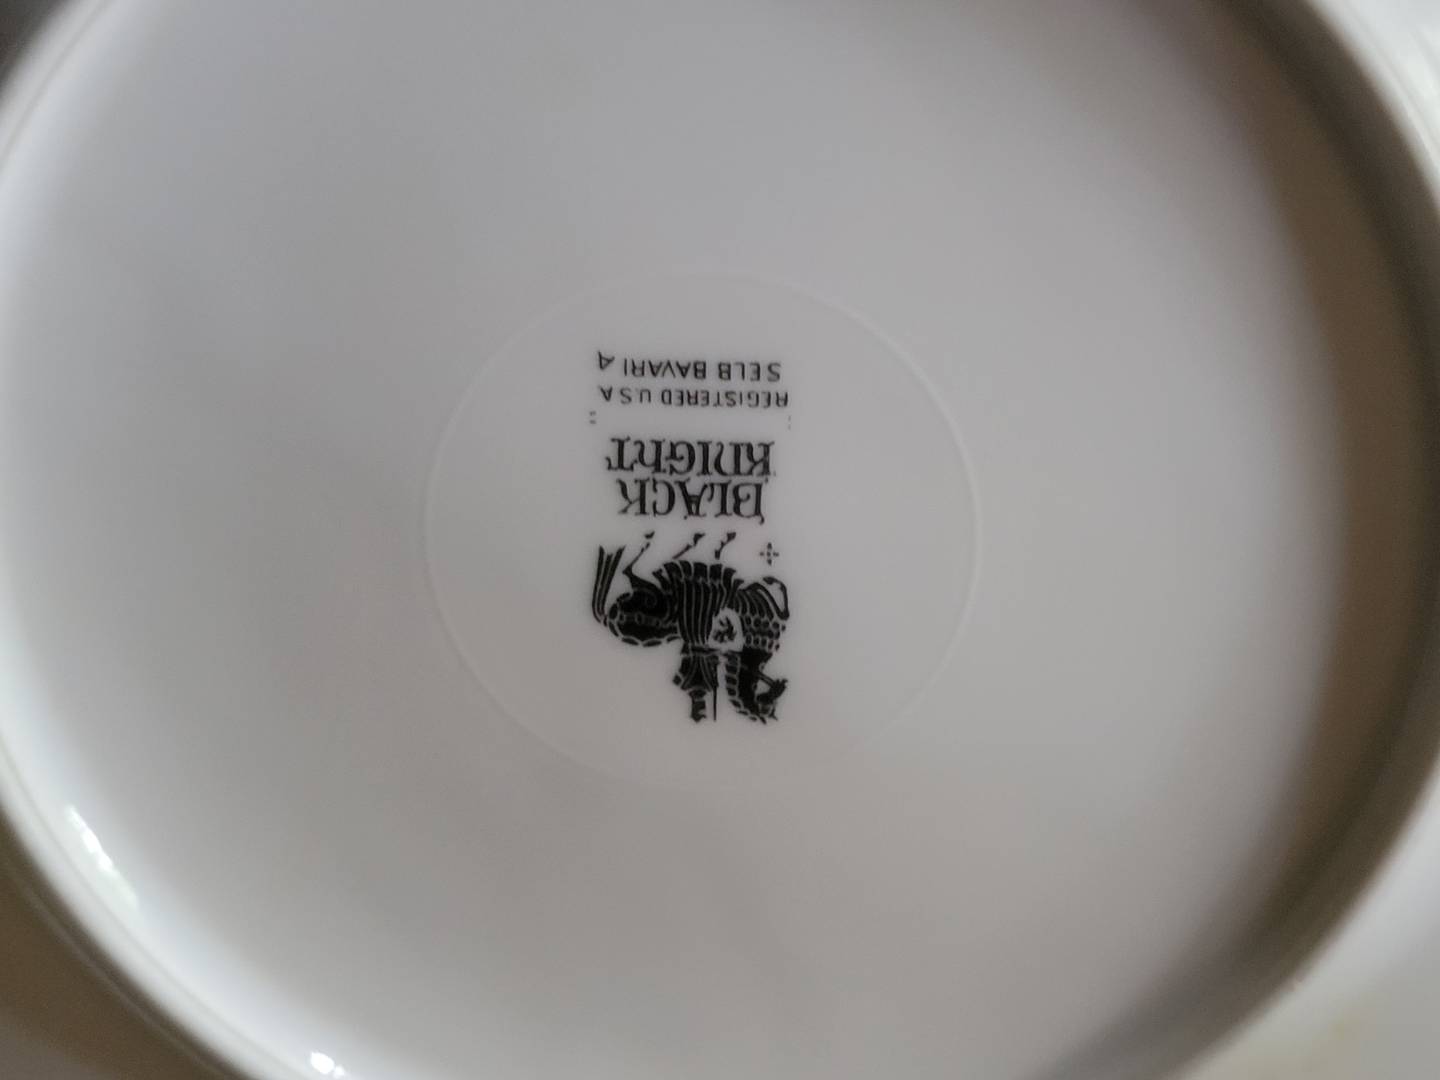 BLACK
KNIGHT
REGISTERED U.S.A
SELB BAVARIA